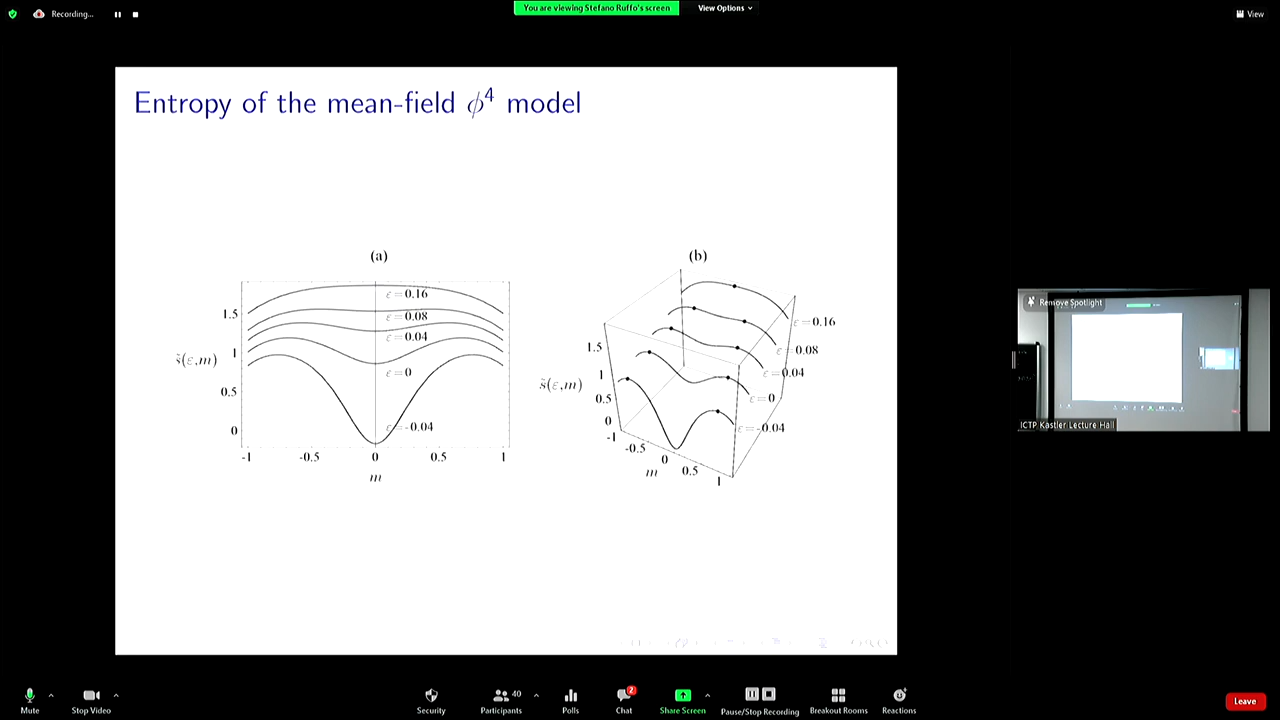 Recording...
You are viewing Stefano Ruffo's screen
View Options
View
Entropy of the mean-field ϕ⁴ model
(a)
ε=0.16
ε=0.08
ε=0.04
ε=0
ε=-0.04
1.5
1
0.5
0
s̃(ε,m)
-1 -0.5 0 0.5 1
m
(b)
ε=0.16
ε=0.08
ε=0.04
ε=0
ε=-0.04
1.5
1
0.5
0
s̃(ε,m)
-1 -0.5 0 0.5 1
m
Remove Spotlight
ICTP Kastler Lecture Hall
Mute
Stop Video
Security
Participants 40
Polls
Chat 2
Share Screen
Pause/Stop Recording
Breakout Rooms
Reactions
Leave